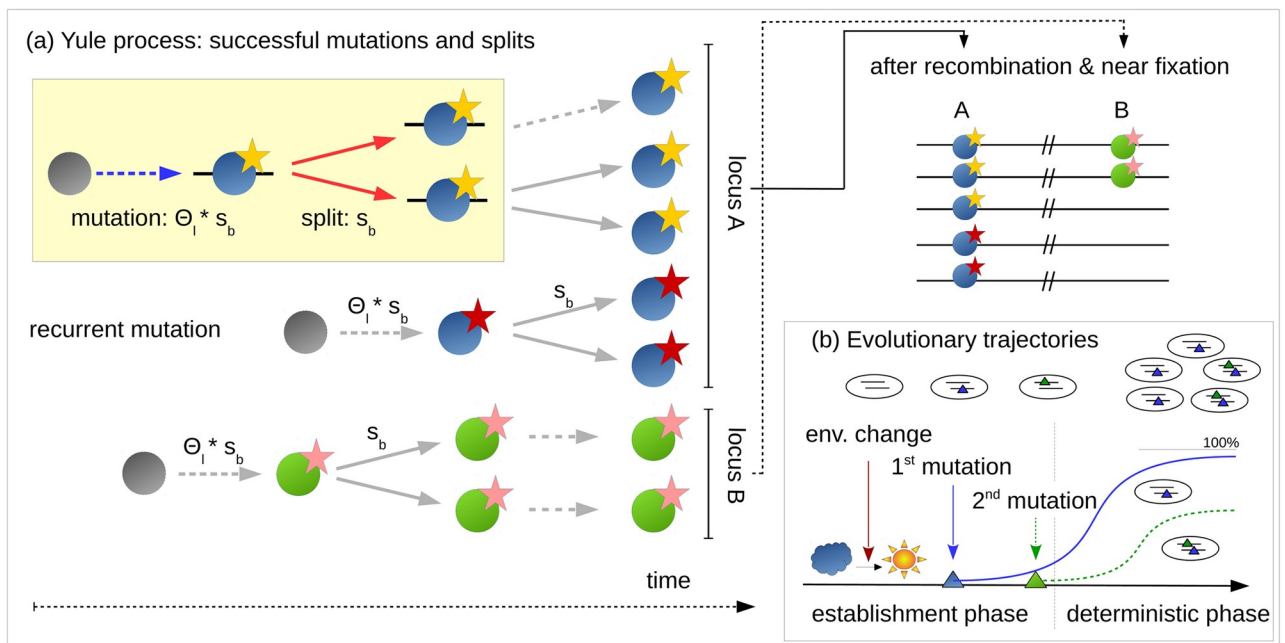 (a) Yule process: successful mutations and splits
mutation: Θl * sb
split: sb
recurrent mutation
Θl * sb
sb
Θl * sb
sb
locus A
locus B
time
after recombination & near fixation
A
B
//
//
//
//
//
(b) Evolutionary trajectories
env. change
1st mutation
2nd mutation
100%
establishment phase
deterministic phase